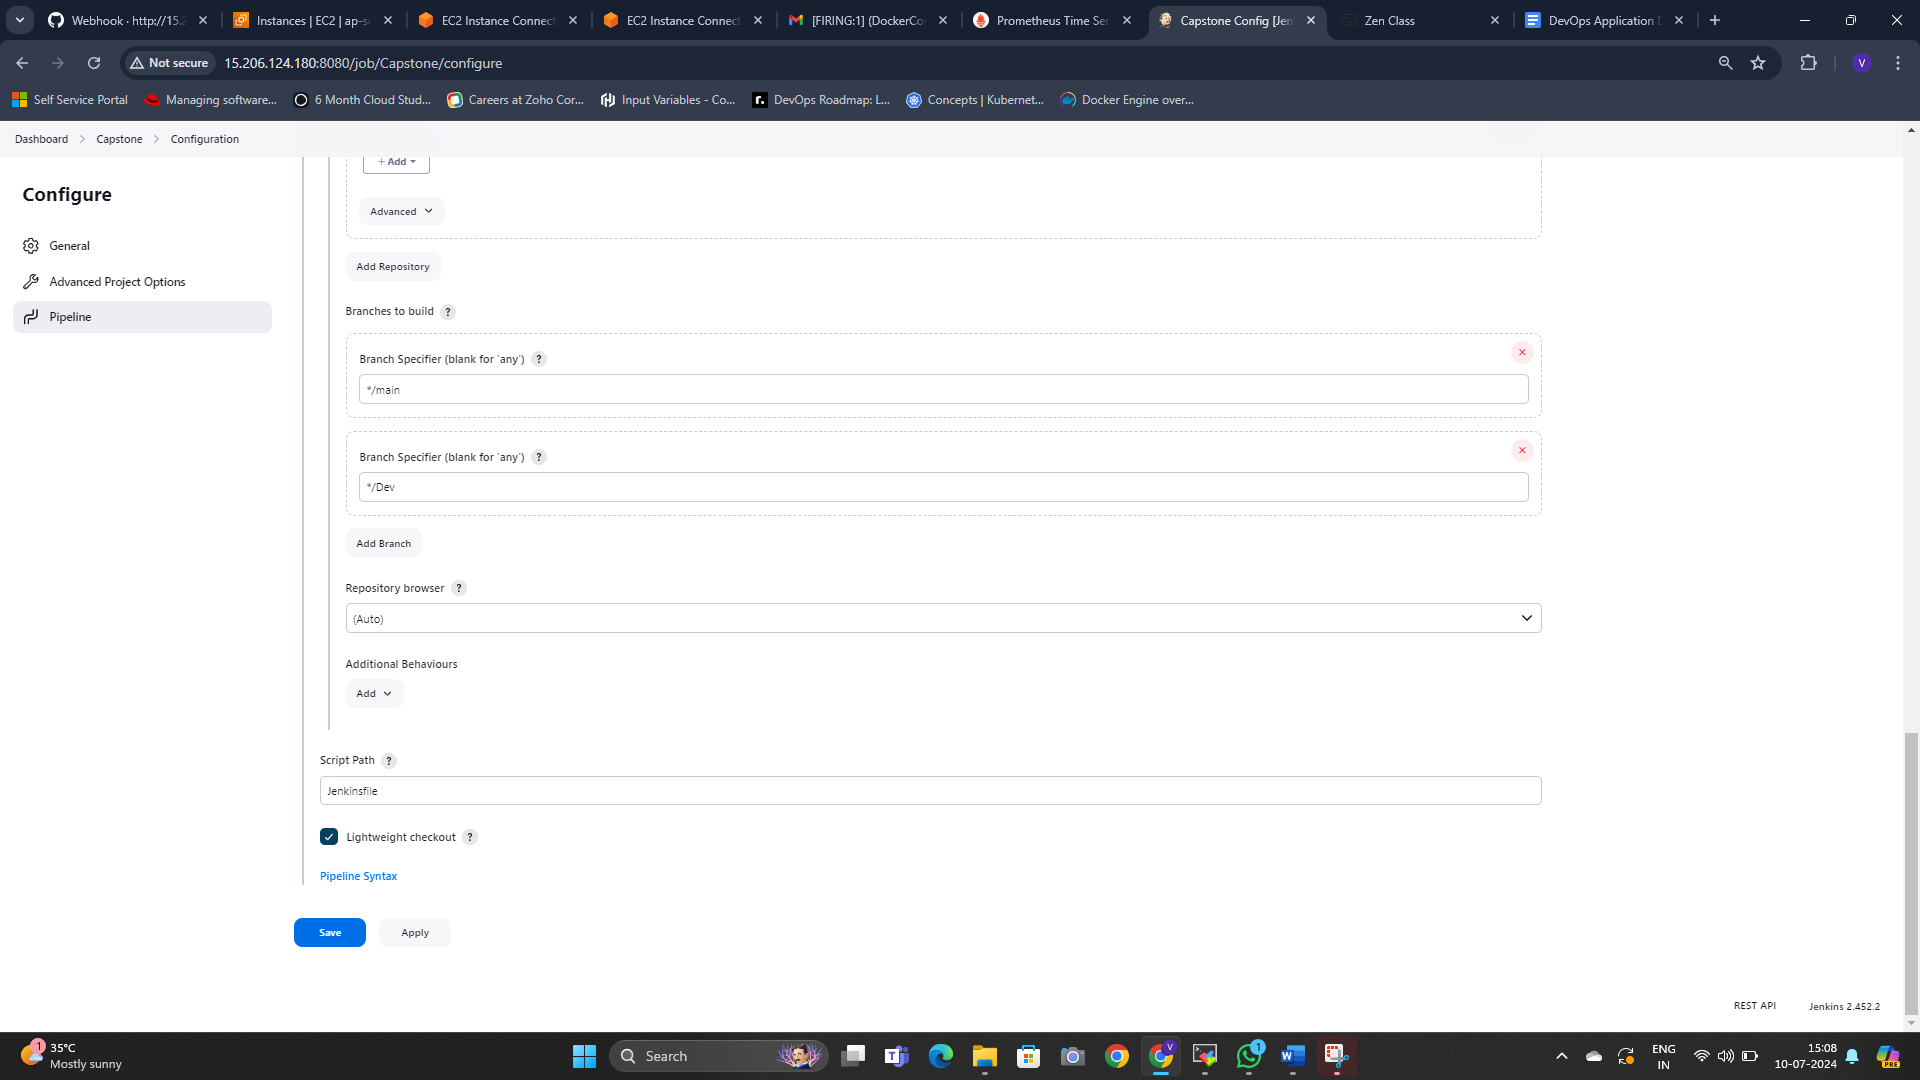 Webhook · http://15.2
Instances | EC2 | ap-so
EC2 Instance Connect
EC2 Instance Connect
[FIRING:1] (DockerCon
Prometheus Time Ser
Capstone Config [Jen
Zen Class
DevOps Application D
Not secure
15.206.124.180:8080/job/Capstone/configure
V
Self Service Portal
Managing software...
6 Month Cloud Stud...
Careers at Zoho Cor...
Input Variables - Co...
DevOps Roadmap: L...
Concepts | Kubernet...
Docker Engine over...
Dashboard > Capstone > Configuration
Configure
General
Advanced Project Options
Pipeline
+ Add
Advanced
Add Repository
Branches to build ?
Branch Specifier (blank for 'any') ?
*/main
Branch Specifier (blank for 'any') ?
*/Dev
Add Branch
Repository browser ?
(Auto)
Additional Behaviours
Add
Script Path ?
Jenkinsfile
Lightweight checkout ?
Pipeline Syntax
Save
Apply
REST API
Jenkins 2.452.2
1
35°C
Mostly sunny
Search
V
1
ENG
IN
15:08
10-07-2024
PRE